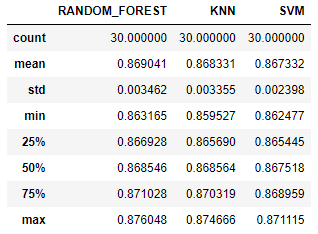 RANDOM_FOREST KNN SVM
count 30.000000 30.000000 30.000000
mean 0.869041 0.868331 0.867332
std 0.003462 0.003355 0.002398
min 0.863165 0.859527 0.862477
25% 0.866928 0.865690 0.865445
50% 0.868546 0.868564 0.867518
75% 0.871028 0.870319 0.868959
max 0.876048 0.874666 0.871115